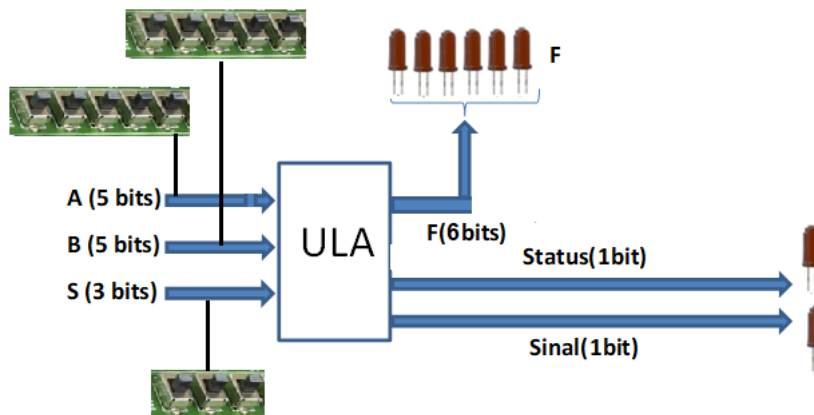 F
A (5 bits)
B (5 bits)
S (3 bits)
ULA
F(6bits)
Status(1bit)
Sinal(1bit)